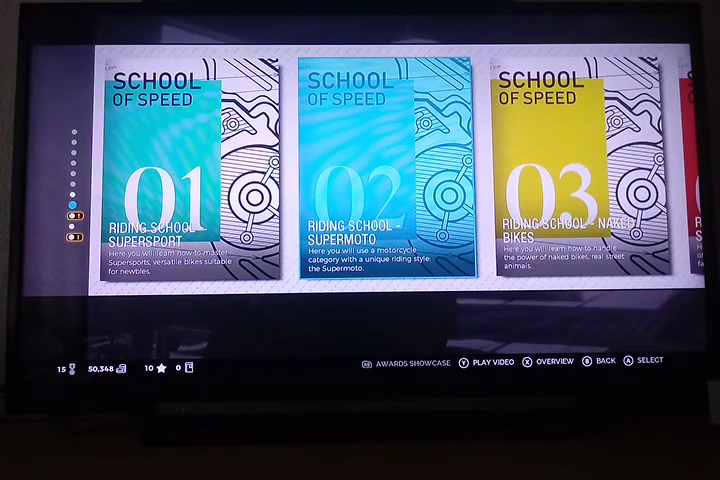 SCHOOL
OF SPEED
01
RIDING SCHOOL -
SUPERSPORT
Here you will learn how to master
Supersports, versatile bikes suitable
for newbies.
SCHOOL
OF SPEED
02
RIDING SCHOOL -
SUPERMOTO
Here you will use a motorcycle
category with a unique riding style:
the Supermoto.
SCHOOL
OF SPEED
03
RIDING SCHOOL - NAKED
BIKES
Here you will learn how to handle
the power of naked bikes, real street
animals.
15
50,348
10
0
AWARDS SHOWCASE
Y PLAY VIDEO
X OVERVIEW
B BACK
A SELECT